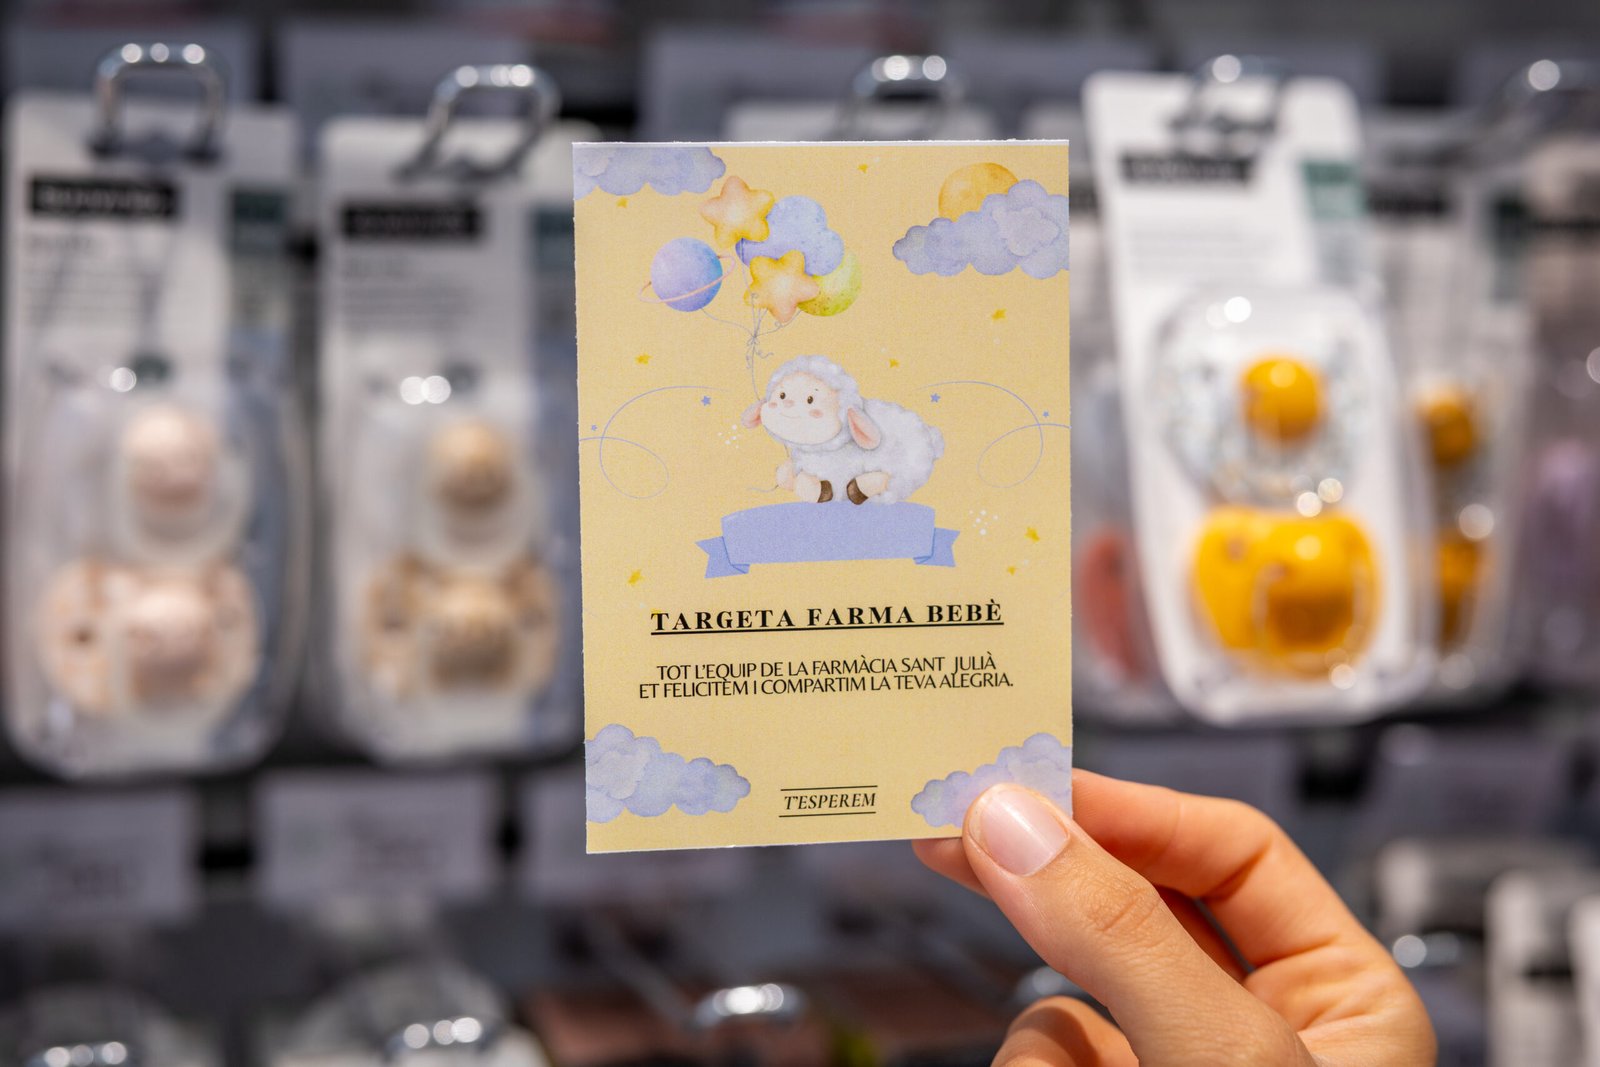 TARGETA FARMA BEBÈ
TOT L'EQUIP DE LA FARMÀCIA SANT JULIÀ
ET FELICITEM I COMPARTIM LA TEVA ALEGRIA.
T'ESPEREM